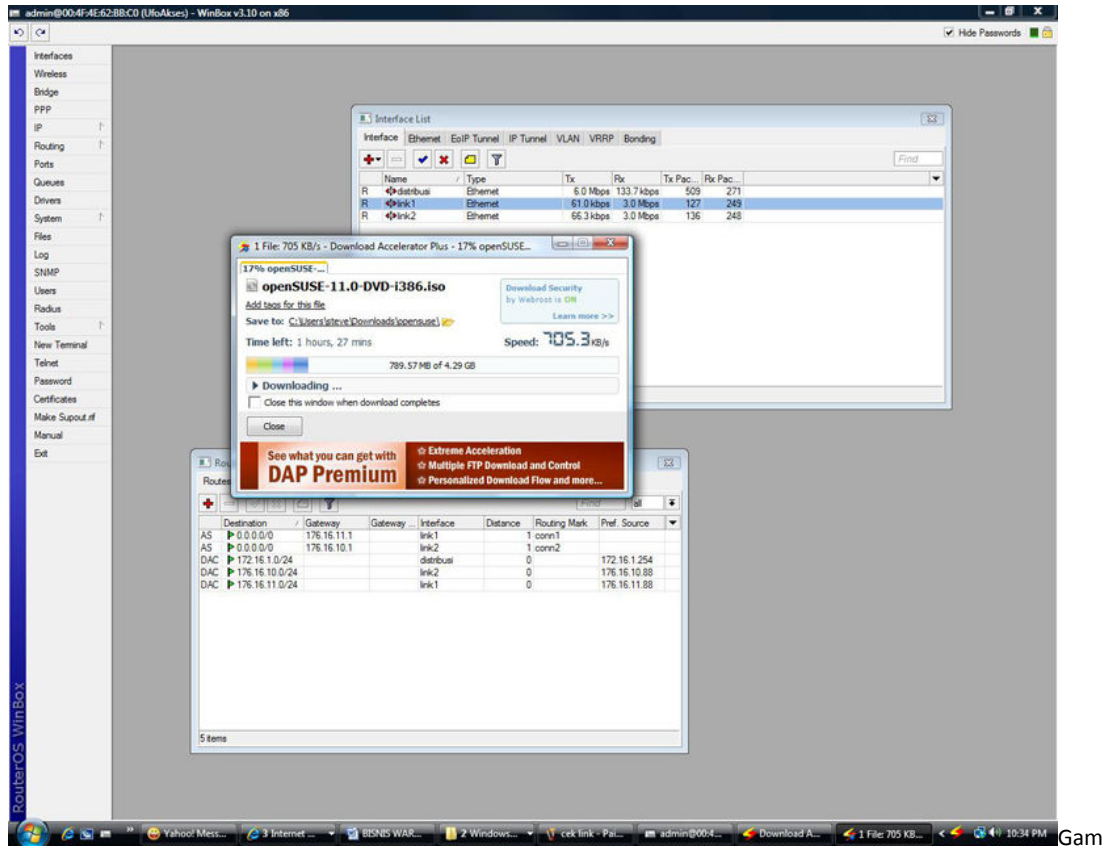 admin@00:4F:4E:62:BB:C0 (UfoAkses) - WinBox v3.10 on x86
Hide Passwords
Interfaces
Wireless
Bridge
PPP
IP
Routing
Ports
Queues
Drivers
System
Files
Log
SNMP
Users
Radius
Tools
New Terminal
Telnet
Password
Certificates
Make Supout.rif
Manual
Exit
RouterOS WinBox
Interface List
Interface Ethernet EoIP Tunnel IP Tunnel VLAN VRRP Bonding
Find
Name Type Tx Rx Tx Pac... Rx Pac...
R distribusi Ethernet 6.0 Mbps 133.7 kbps 509 271
R link1 Ethernet 61.0 kbps 3.0 Mbps 127 249
R link2 Ethernet 66.3 kbps 3.0 Mbps 136 248
1 File: 705 KB/s - Download Accelerator Plus - 17% openSUSE...
17% openSUSE-...
openSUSE-11.0-DVD-i386.iso
Add tags for this file
Save to: C:\Users\steve\Downloads\opensuse\
Download Security
by Webroot is ON
Learn more >>
Time left: 1 hours, 27 mins
Speed: 705.3 KB/s
789.57 MB of 4.29 GB
Downloading ...
Close this window when download completes
Close
See what you can get with
DAP Premium
Extreme Acceleration
Multiple FTP Download and Control
Personalized Download Flow and more...
Rou
Routes
Find all
Destination Gateway Gateway ... Interface Distance Routing Mark Pref. Source
AS 0.0.0.0/0 176.16.11.1 link1 1 conn1
AS 0.0.0.0/0 176.16.10.1 link2 1 conn2
DAC 172.16.1.0/24 distribusi 0 172.16.1.254
DAC 176.16.10.0/24 link2 0 176.16.10.88
DAC 176.16.11.0/24 link1 0 176.16.11.88
5 items
Yahoo! Mess... 3 Internet ... BISNIS WAR... 2 Windows... cek link - Pai... admin@00:4... Download A... 1 File: 705 KB... 10:34 PM
Gam